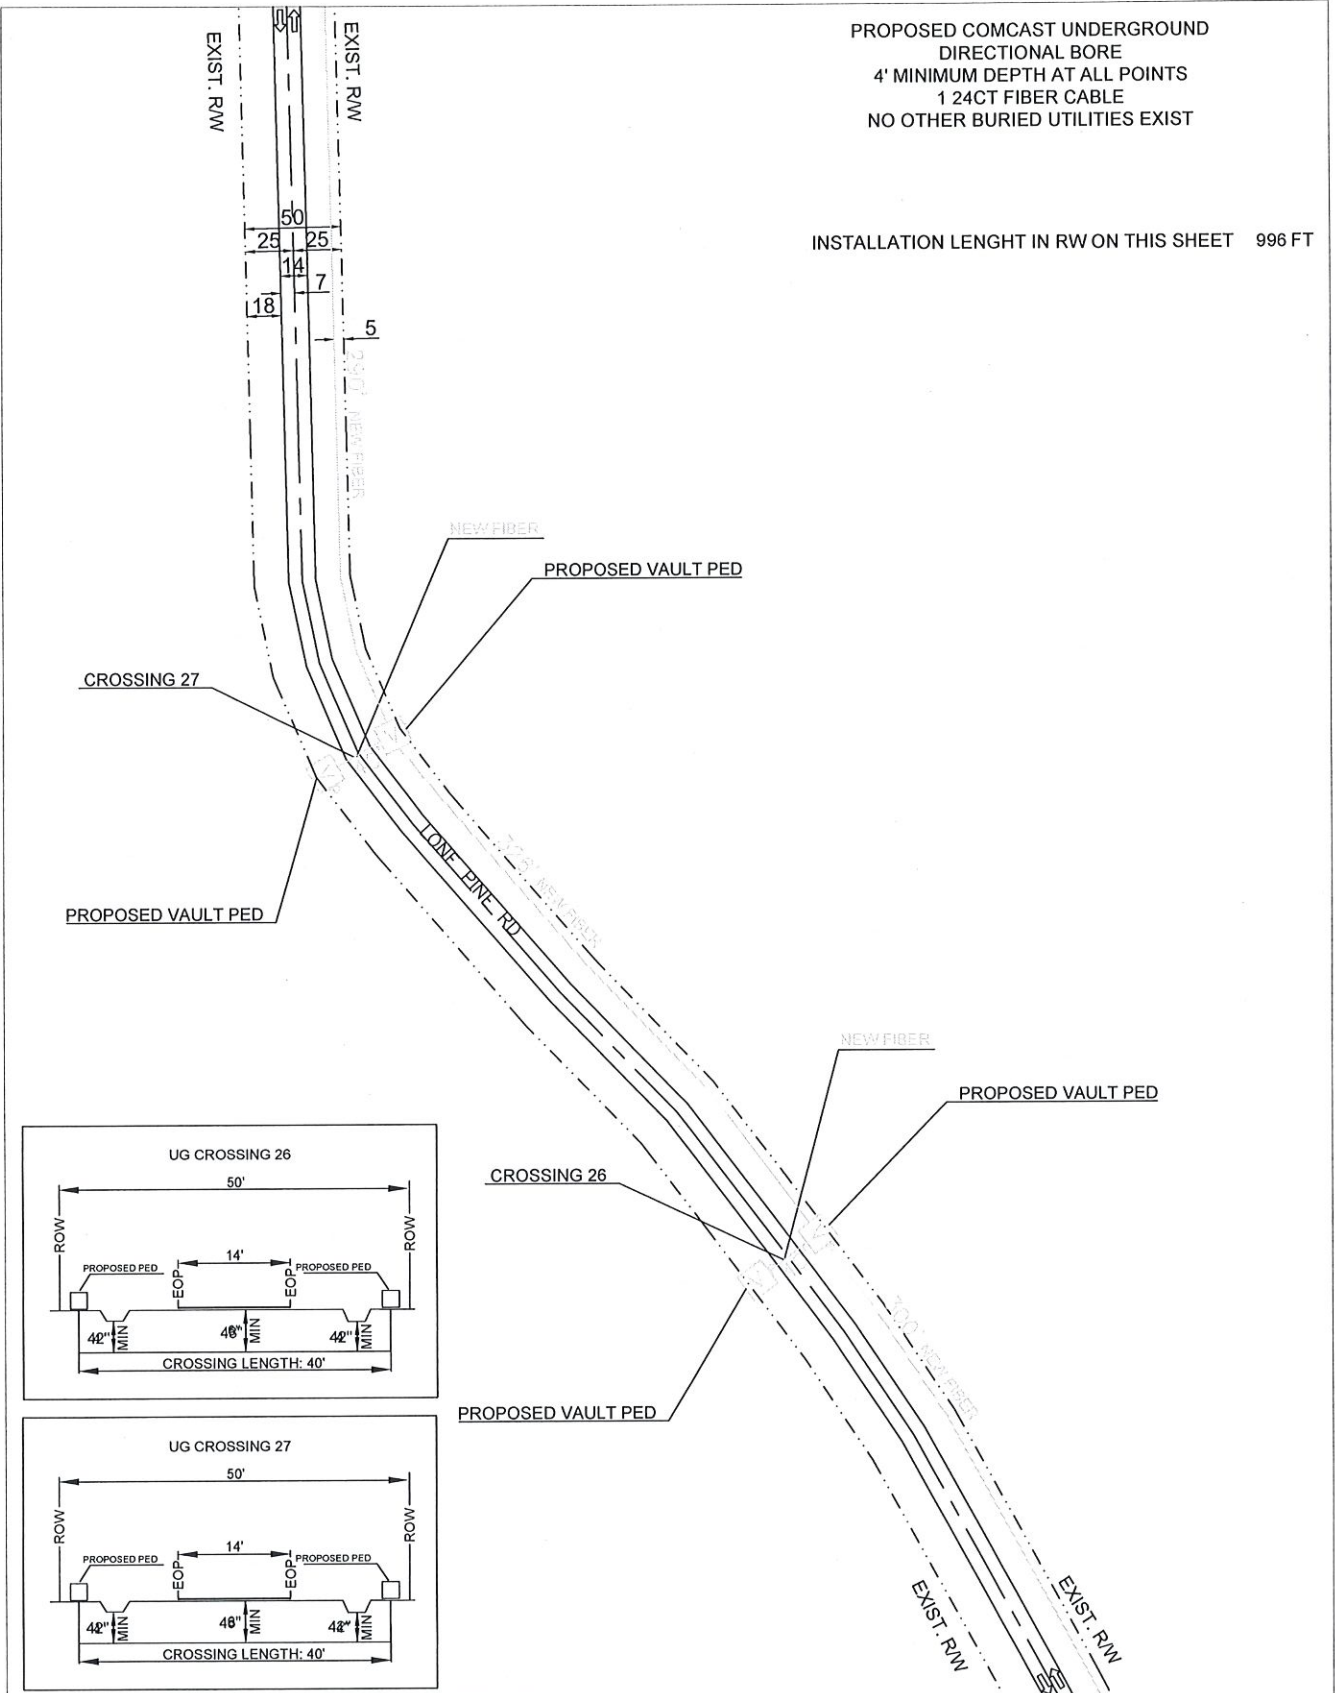 PROPOSED COMCAST UNDERGROUND
DIRECTIONAL BORE
4' MINIMUM DEPTH AT ALL POINTS
1 24CT FIBER CABLE
NO OTHER BURIED UTILITIES EXIST
INSTALLATION LENGHT IN RW ON THIS SHEET 996 FT
EXIST. R/W
EXIST. R/W
50
25 25
14
7
18
5
290' NEW FIBER
NEW FIBER
PROPOSED VAULT PED
CROSSING 27
V
V
PROPOSED VAULT PED
LONE PINE RD
NEW FIBER
NEW FIBER
PROPOSED VAULT PED
CROSSING 26
V
V
300' NEW FIBER
PROPOSED VAULT PED
EXIST. R/W
EXIST. R/W
UG CROSSING 26
50'
ROW
ROW
14'
PROPOSED PED
EOP
EOP
PROPOSED PED
MIN
MIN
MIN
CROSSING LENGTH: 40'
UG CROSSING 27
50'
ROW
ROW
14'
PROPOSED PED
EOP
EOP
PROPOSED PED
MIN
MIN
MIN
CROSSING LENGTH: 40'